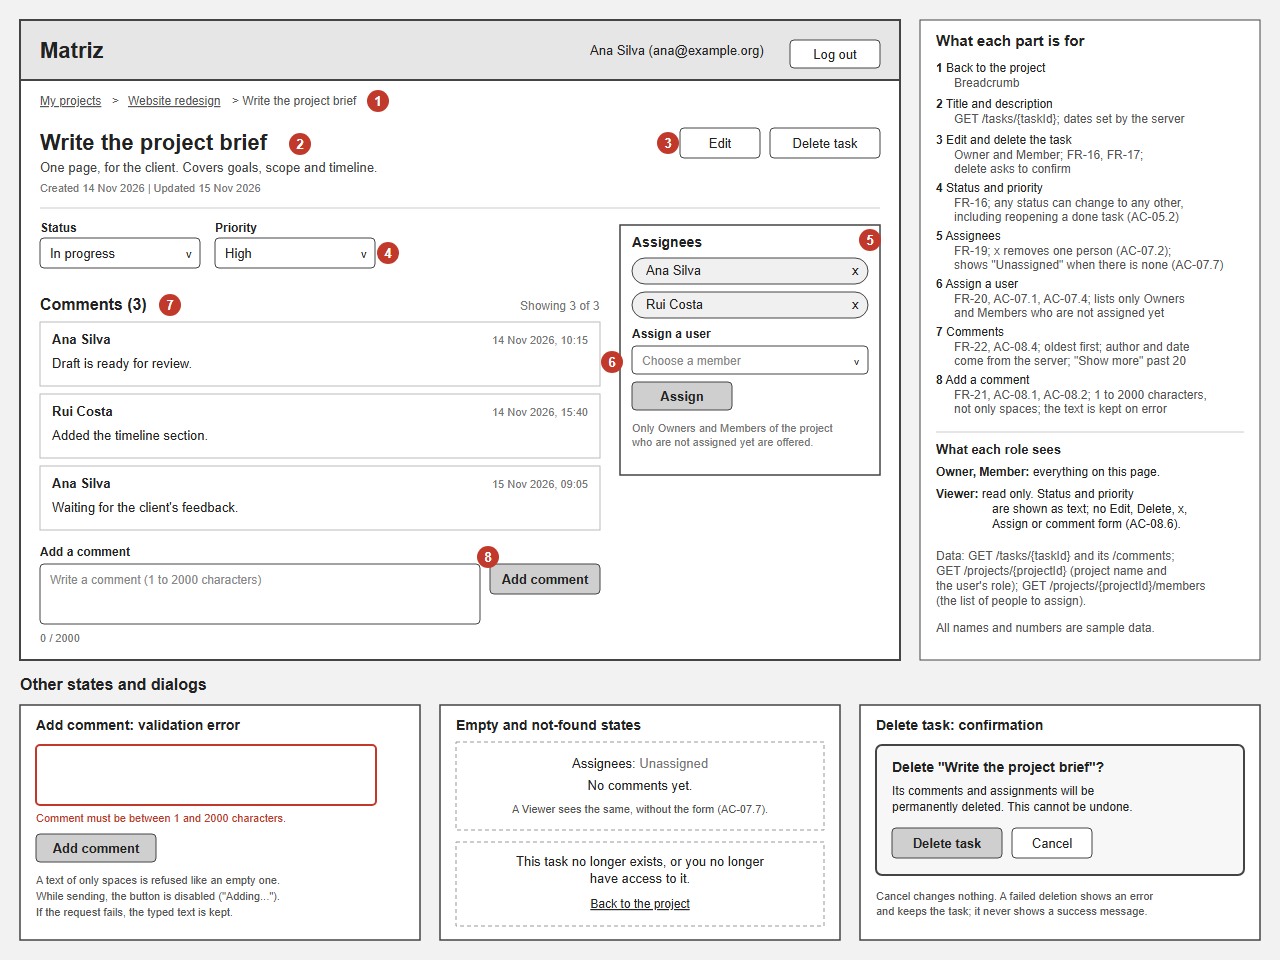 Matriz
Ana Silva (ana@example.org)
Log out
My projects > Website redesign > Write the project brief 1
Write the project brief 2
3 Edit Delete task
One page, for the client. Covers goals, scope and timeline.
Created 14 Nov 2026 | Updated 15 Nov 2026
Status Priority
In progress v High v 4
Comments (3) 7 Showing 3 of 3
Ana Silva 14 Nov 2026, 10:15
Draft is ready for review.
Rui Costa 14 Nov 2026, 15:40
Added the timeline section.
Ana Silva 15 Nov 2026, 09:05
Waiting for the client's feedback.
Add a comment
8
Write a comment (1 to 2000 characters)
Add comment
0 / 2000
Assignees 5
Ana Silva x
Rui Costa x
Assign a user
6 Choose a member v
Assign
Only Owners and Members of the project
who are not assigned yet are offered.
What each part is for
1 Back to the project
Breadcrumb
2 Title and description
GET /tasks/{taskId}; dates set by the server
3 Edit and delete the task
Owner and Member; FR-16, FR-17;
delete asks to confirm
4 Status and priority
FR-16; any status can change to any other,
including reopening a done task (AC-05.2)
5 Assignees
FR-19; x removes one person (AC-07.2);
shows "Unassigned" when there is none (AC-07.7)
6 Assign a user
FR-20, AC-07.1, AC-07.4; lists only Owners
and Members who are not assigned yet
7 Comments
FR-22, AC-08.4; oldest first; author and date
come from the server; "Show more" past 20
8 Add a comment
FR-21, AC-08.1, AC-08.2; 1 to 2000 characters,
not only spaces; the text is kept on error
What each role sees
Owner, Member: everything on this page.
Viewer: read only. Status and priority
are shown as text; no Edit, Delete, x,
Assign or comment form (AC-08.6).
Data: GET /tasks/{taskId} and its /comments;
GET /projects/{projectId} (project name and
the user's role); GET /projects/{projectId}/members
(the list of people to assign).
All names and numbers are sample data.
Other states and dialogs
Add comment: validation error
Comment must be between 1 and 2000 characters.
Add comment
A text of only spaces is refused like an empty one.
While sending, the button is disabled ("Adding...").
If the request fails, the typed text is kept.
Empty and not-found states
Assignees: Unassigned
No comments yet.
A Viewer sees the same, without the form (AC-07.7).
This task no longer exists, or you no longer
have access to it.
Back to the project
Delete task: confirmation
Delete "Write the project brief"?
Its comments and assignments will be
permanently deleted. This cannot be undone.
Delete task Cancel
Cancel changes nothing. A failed deletion shows an error
and keeps the task; it never shows a success message.